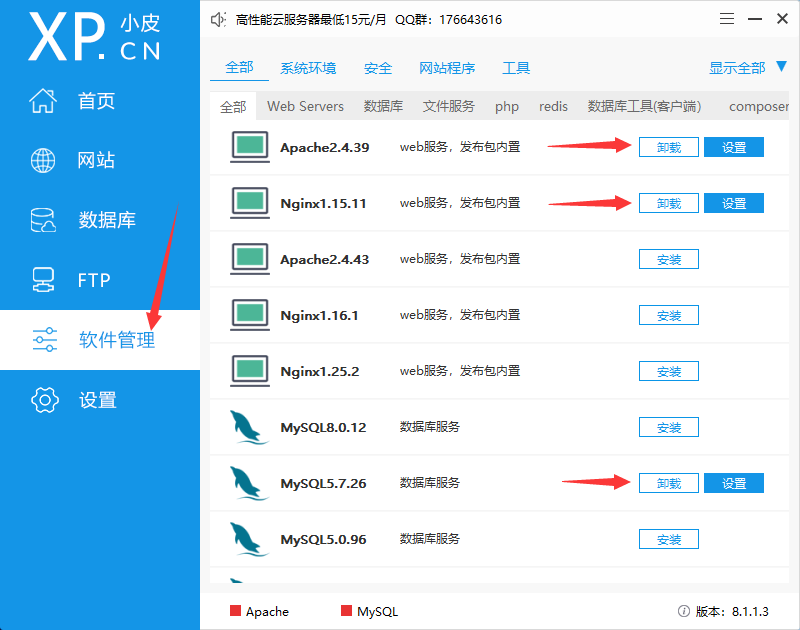 XP.CN 小皮
高性能云服务器最低15元/月 QQ群：176643616
首页
网站
数据库
FTP
软件管理
设置
全部 系统环境 安全 网站程序 工具 显示全部
全部 Web Servers 数据库 文件服务 php redis 数据库工具(客户端) composer
Apache2.4.39 web服务，发布包内置 卸载 设置
Nginx1.15.11 web服务，发布包内置 卸载 设置
Apache2.4.43 web服务，发布包内置 安装
Nginx1.16.1 web服务，发布包内置 安装
Nginx1.25.2 web服务，发布包内置 安装
MySQL8.0.12 数据库服务 安装
MySQL5.7.26 数据库服务 卸载 设置
MySQL5.0.96 数据库服务 安装
Apache MySQL 版本：8.1.1.3